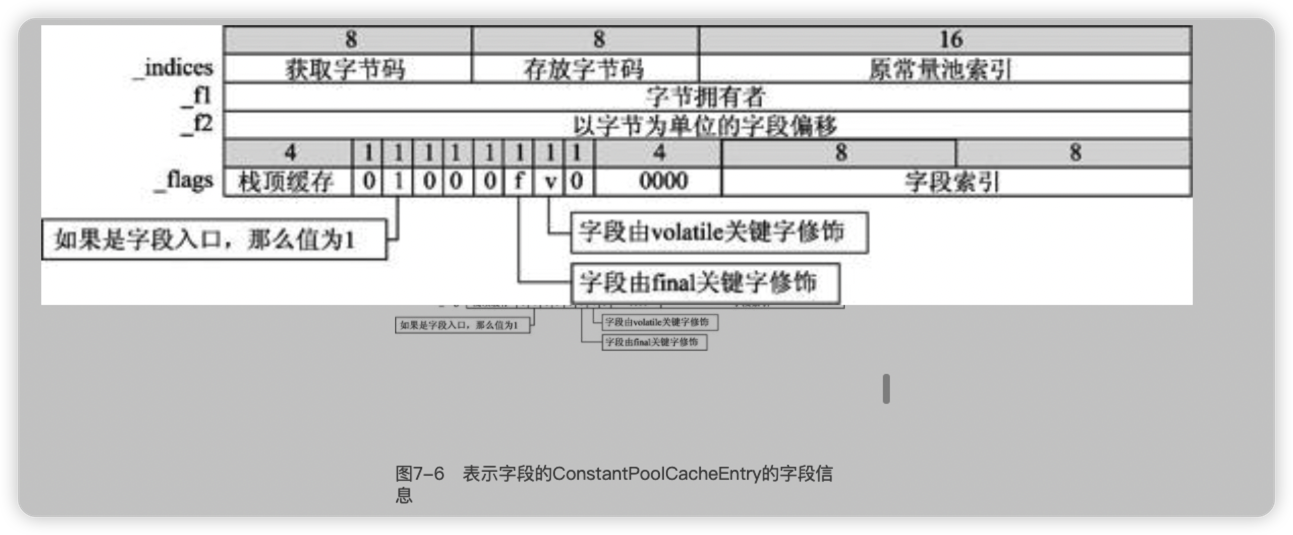 8 8 16
_indices 获取字节码 存放字节码 原常量池索引
_f1 字节拥有者
_f2 以字节为单位的字段偏移
4 1 1 1 1 1 1 1 1 4 8 8
_flags 栈顶缓存 0 1 0 0 0 f v 0 0000 字段索引
如果是字段入口，那么值为1
字段由volatile关键字修饰
字段由final关键字修饰
如果是字段入口，那么值为1
字段由volatile关键字修饰
字段由final关键字修饰
图7-6 表示字段的ConstantPoolCacheEntry的字段信
息